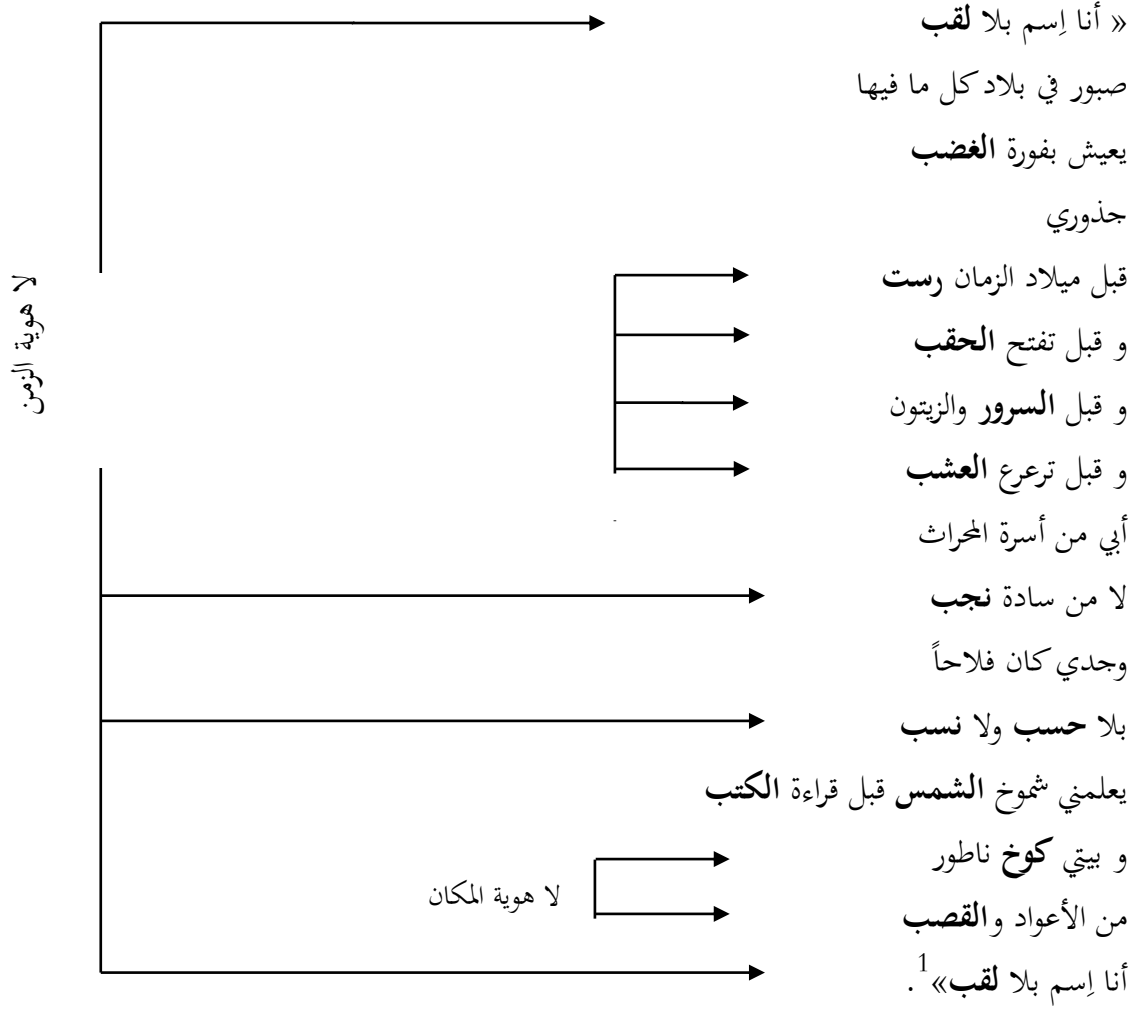 « أنا اِسم بلا لقب
صبور في بلاد كل ما فيها
يعيش بفورة الغضب
جذوري
قبل ميلاد الزمان رست
و قبل تفتح الحقب
و قبل السرور والزيتون
و قبل ترعرع العشب
أبي من أسرة المحراث
لا من سادة نجب
وجدي كان فلاحاً
بلا حسب ولا نسب
يعلمني شموخ الشمس قبل قراءة الكتب
و بيتي كوخ ناطور
من الأعواد والقصب
أنا اِسم بلا لقب»1.
لا هوية الزمن
لا هوية المكان